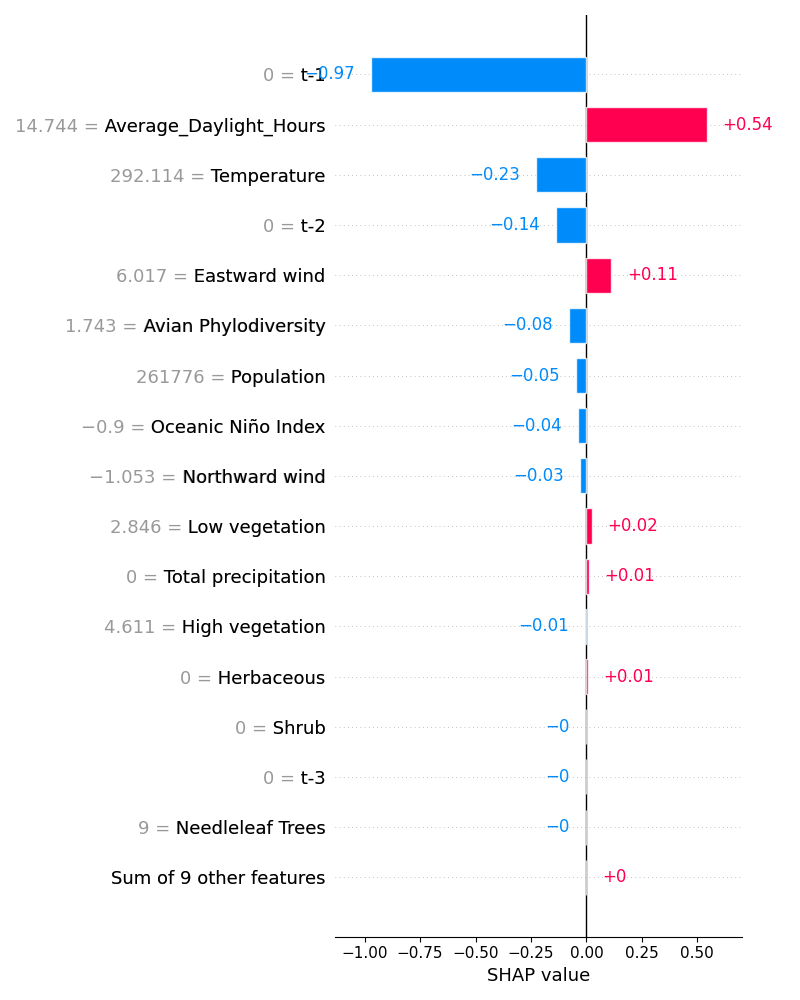 0 = t-1 −0.97
14.744 = Average_Daylight_Hours +0.54
292.114 = Temperature −0.23
0 = t-2 −0.14
6.017 = Eastward wind +0.11
1.743 = Avian Phylodiversity −0.08
261776 = Population −0.05
−0.9 = Oceanic Niño Index −0.04
−1.053 = Northward wind −0.03
2.846 = Low vegetation +0.02
0 = Total precipitation +0.01
4.611 = High vegetation −0.01
0 = Herbaceous +0.01
0 = Shrub −0
0 = t-3 −0
9 = Needleleaf Trees −0
Sum of 9 other features +0
−1.00 −0.75 −0.50 −0.25 0.00 0.25 0.50
SHAP value